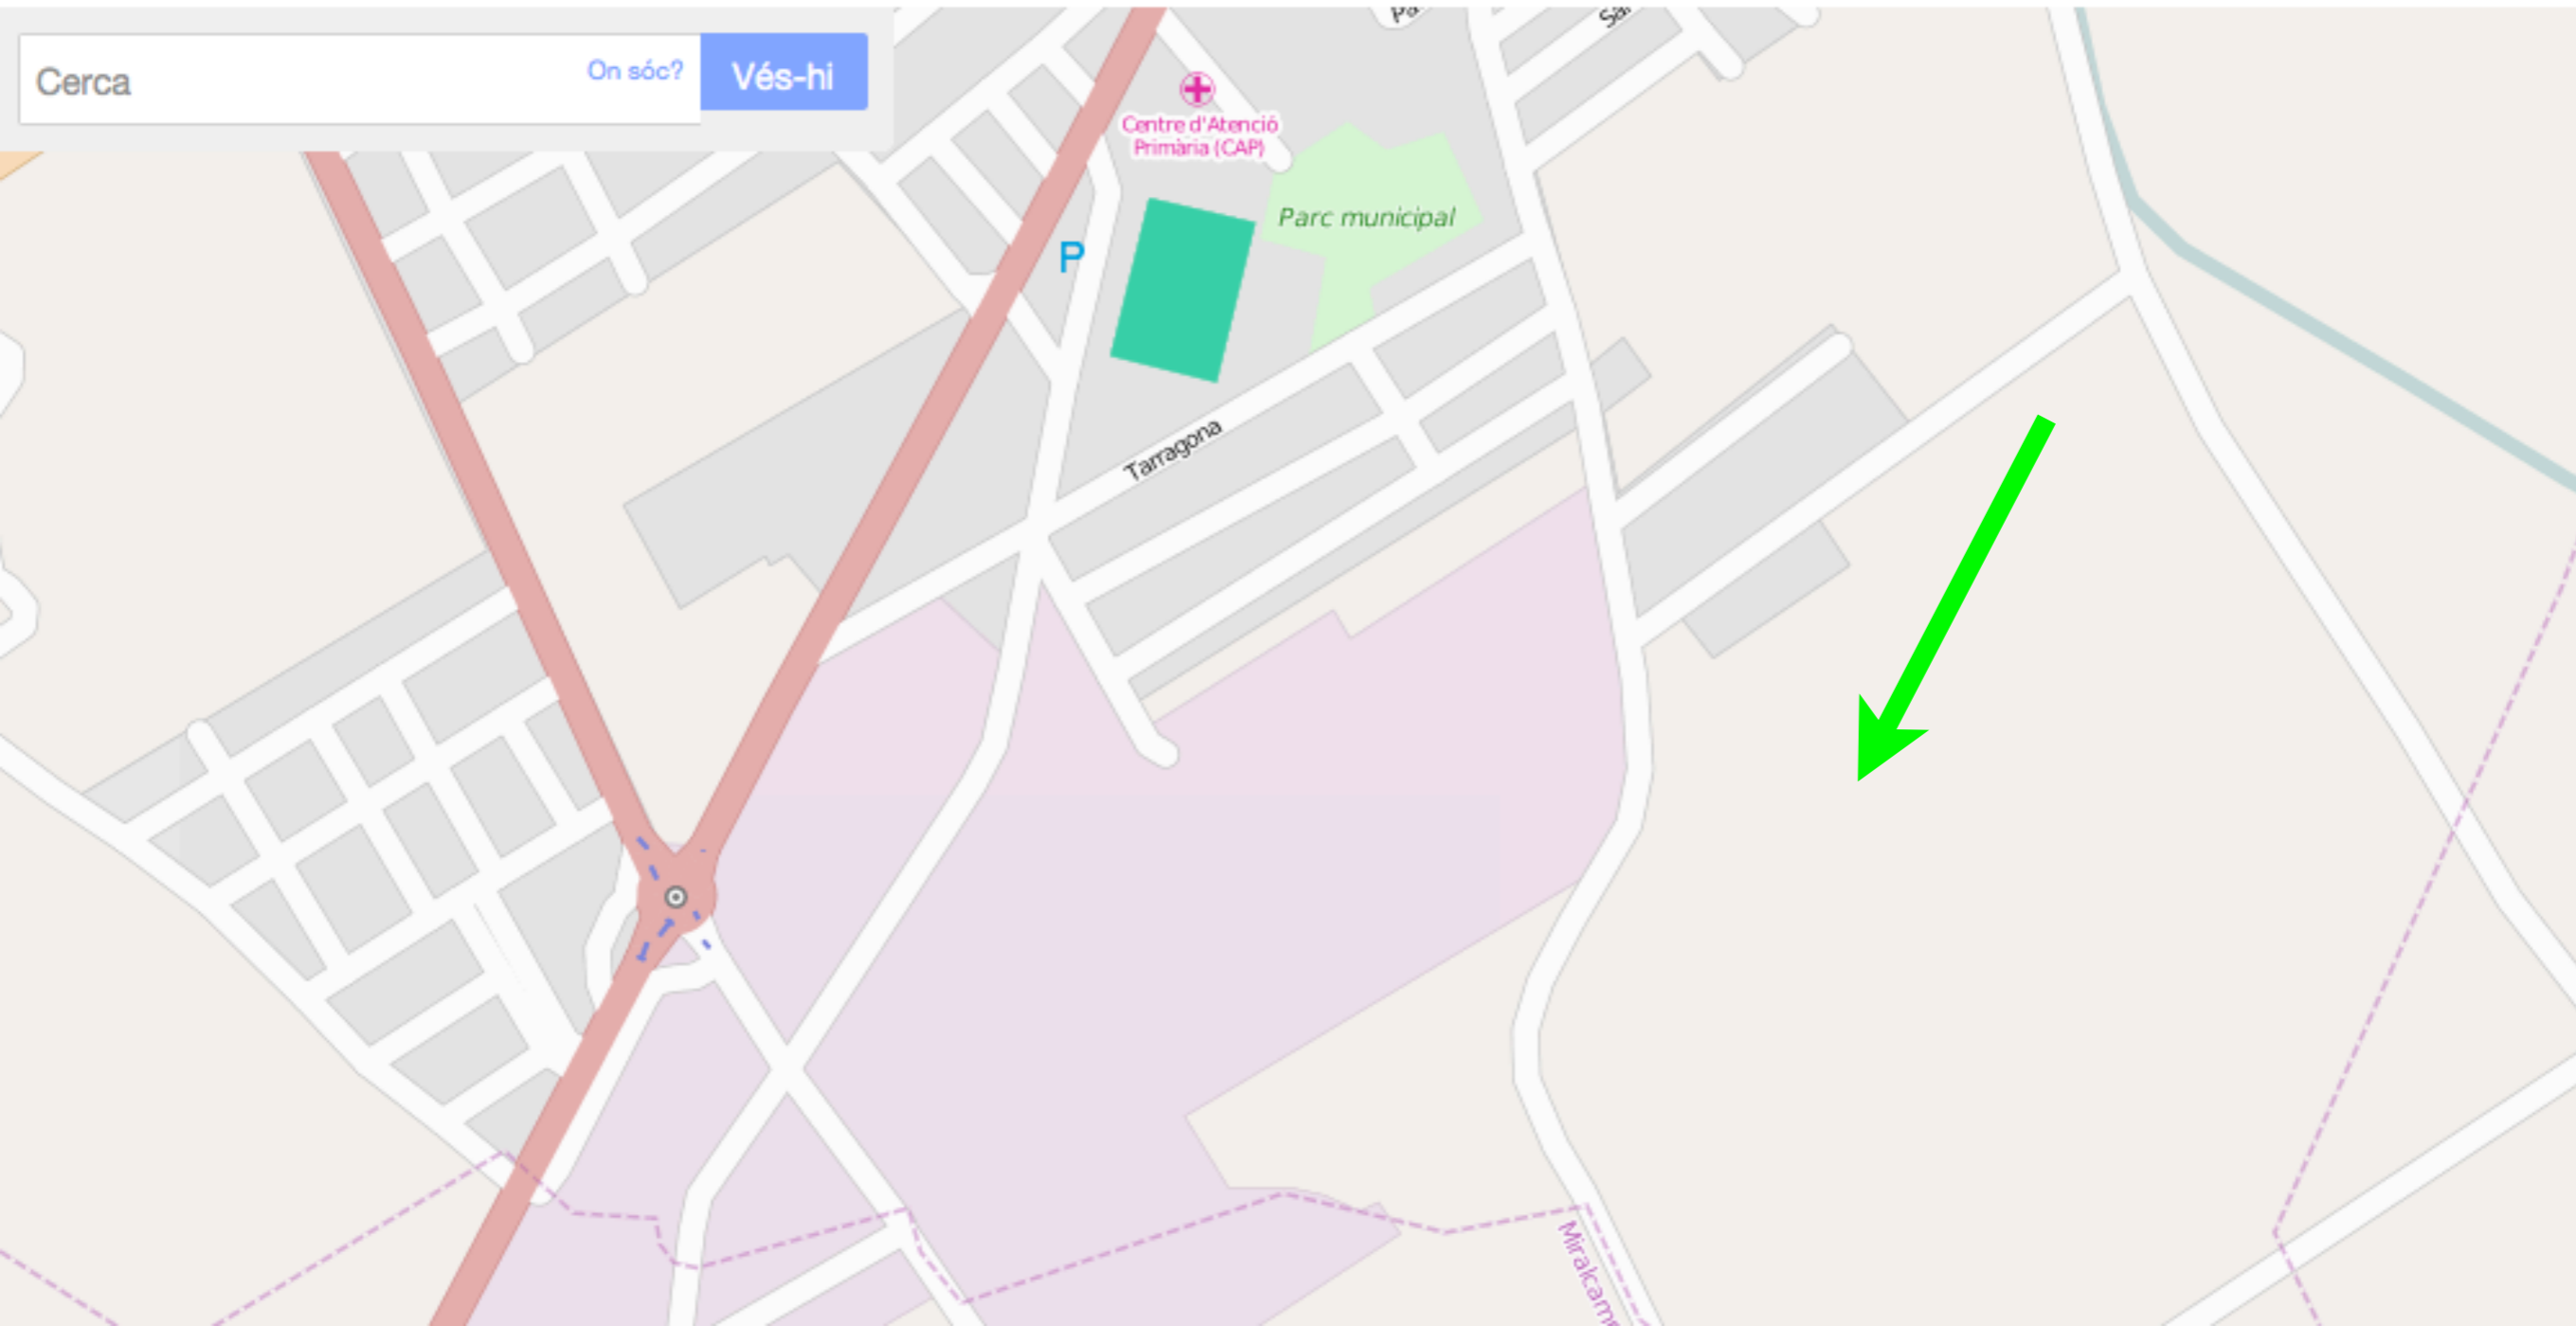 Cerca
On sóc?
Vés-hi
Centre d'Atenció
Primària (CAP)
Parc municipal
P
Tarragona